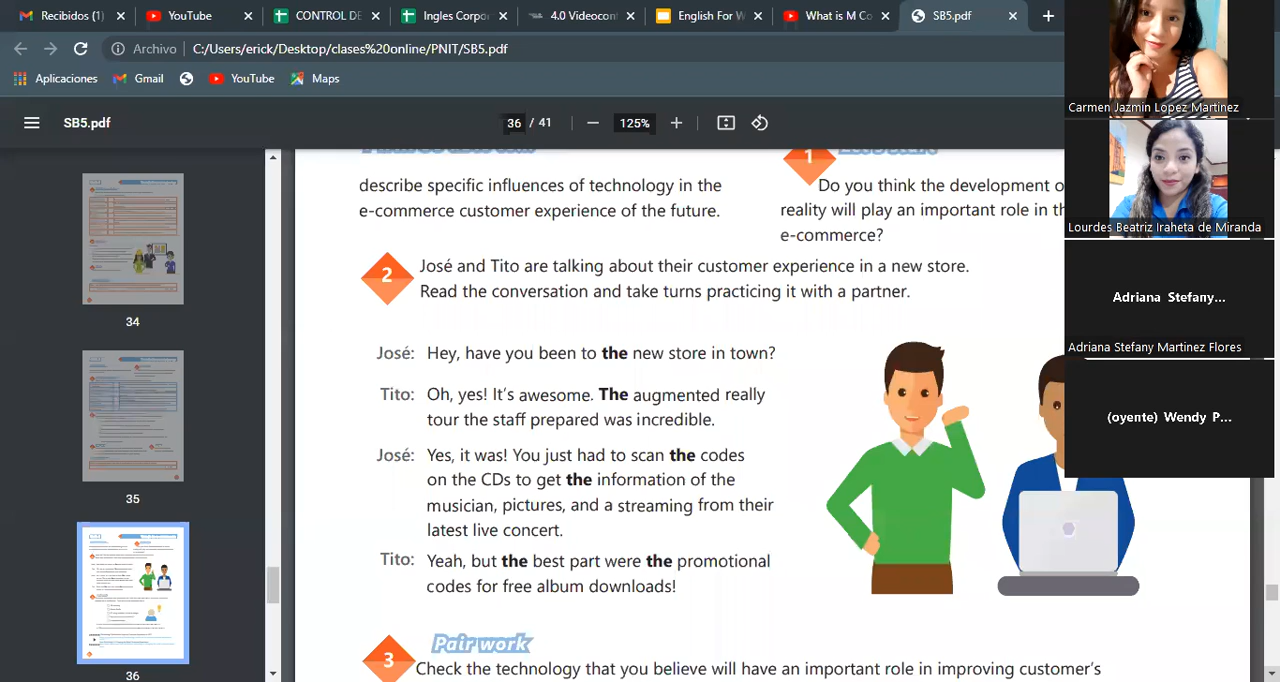 Recibidos (1)
YouTube
CONTROL DE
Ingles Corpo
4.0 Videocon
English For W
What is M Co
SB5.pdf
Archivo
C:/Users/erick/Desktop/clases%20online/PNIT/SB5.pdf
Aplicaciones
Gmail
YouTube
Maps
SB5.pdf
36 / 41
125%
34
35
36
describe specific influences of technology in the
e-commerce customer experience of the future.
1
Do you think the development o
reality will play an important role in th
e-commerce?
2
José and Tito are talking about their customer experience in a new store.
Read the conversation and take turns practicing it with a partner.
José: Hey, have you been to the new store in town?
Tito: Oh, yes! It's awesome. The augmented really
tour the staff prepared was incredible.
José: Yes, it was! You just had to scan the codes
on the CDs to get the information of the
musician, pictures, and a streaming from their
latest live concert.
Tito: Yeah, but the best part were the promotional
codes for free album downloads!
3
Pair work
Check the technology that you believe will have an important role in improving customer's
Carmen Jazmin Lopez Martinez
Lourdes Beatriz Iraheta de Miranda
Adriana Stefany...
Adriana Stefany Martinez Flores
(oyente) Wendy P...